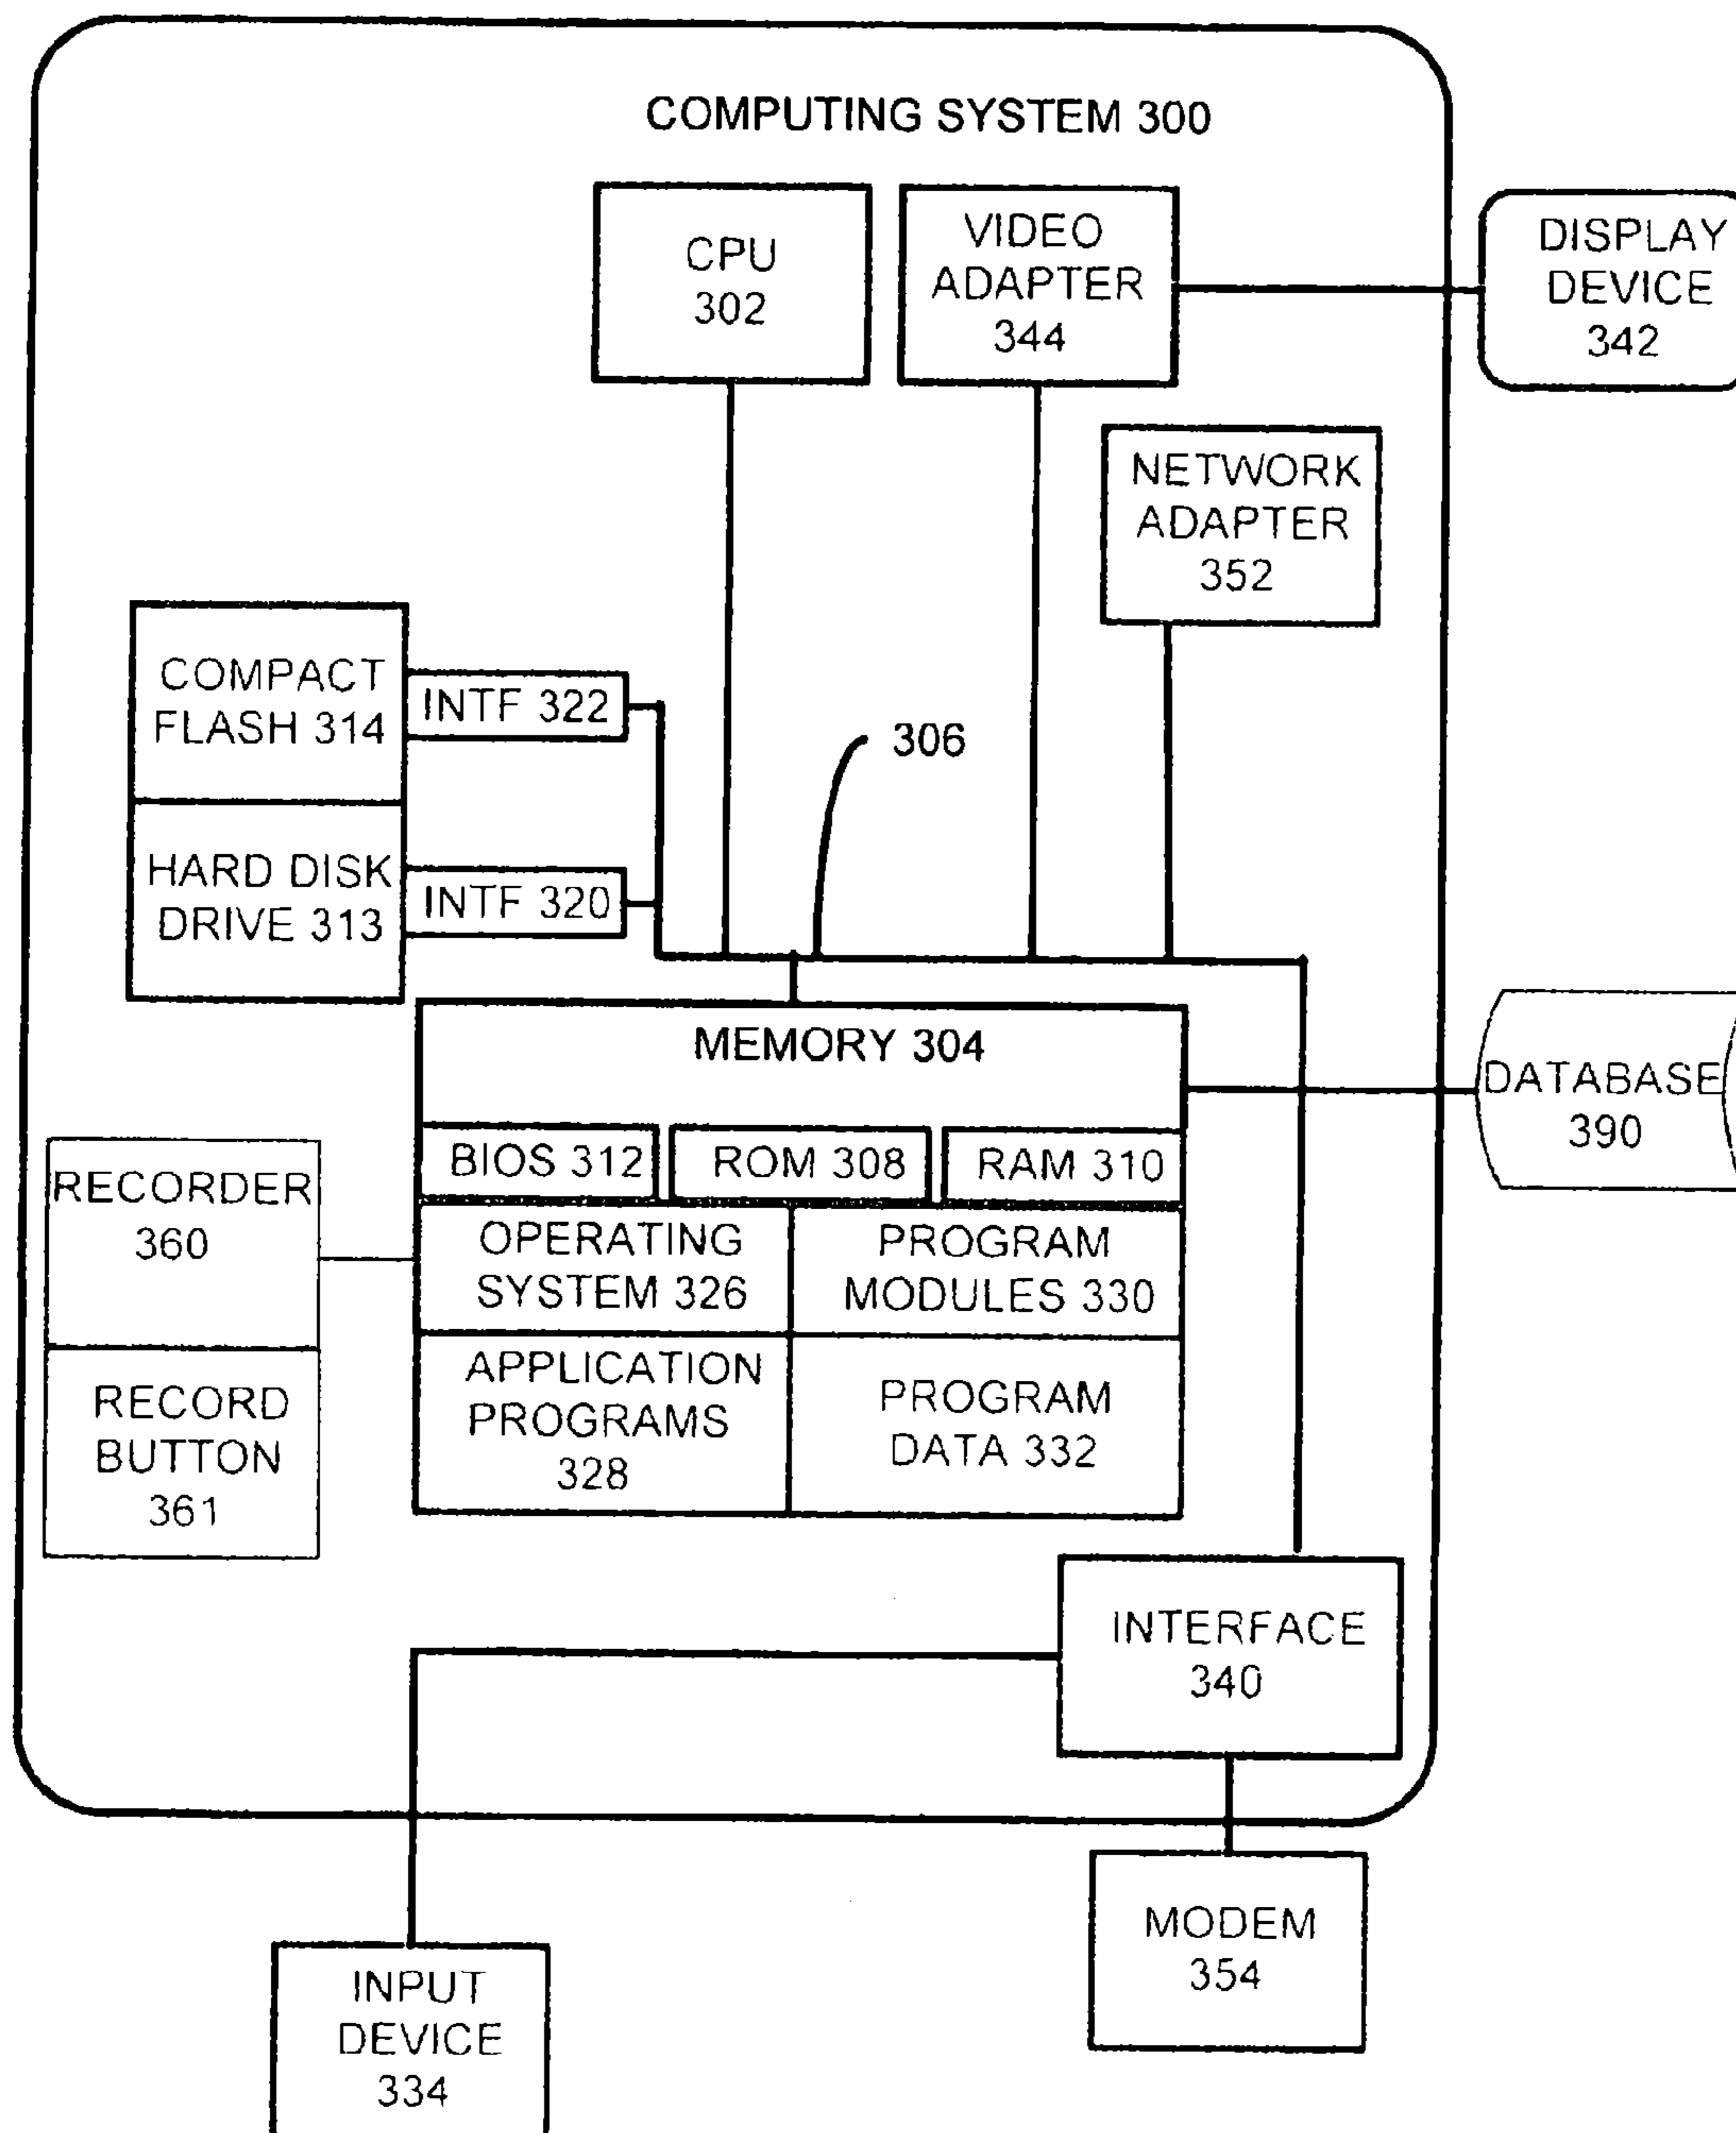 COMPUTING SYSTEM 300
CPU
302
VIDEO
ADAPTER
344
DISPLAY
DEVICE
342
NETWORK
ADAPTER
352
COMPACT
FLASH 314
INTF 322
306
HARD DISK
DRIVE 313
INTF 320
MEMORY 304
DATABASE
390
BIOS 312
ROM 308
RAM 310
RECORDER
360
OPERATING
SYSTEM 326
PROGRAM
MODULES 330
RECORD
BUTTON
361
APPLICATION
PROGRAMS
328
PROGRAM
DATA 332
INTERFACE
340
MODEM
354
INPUT
DEVICE
334